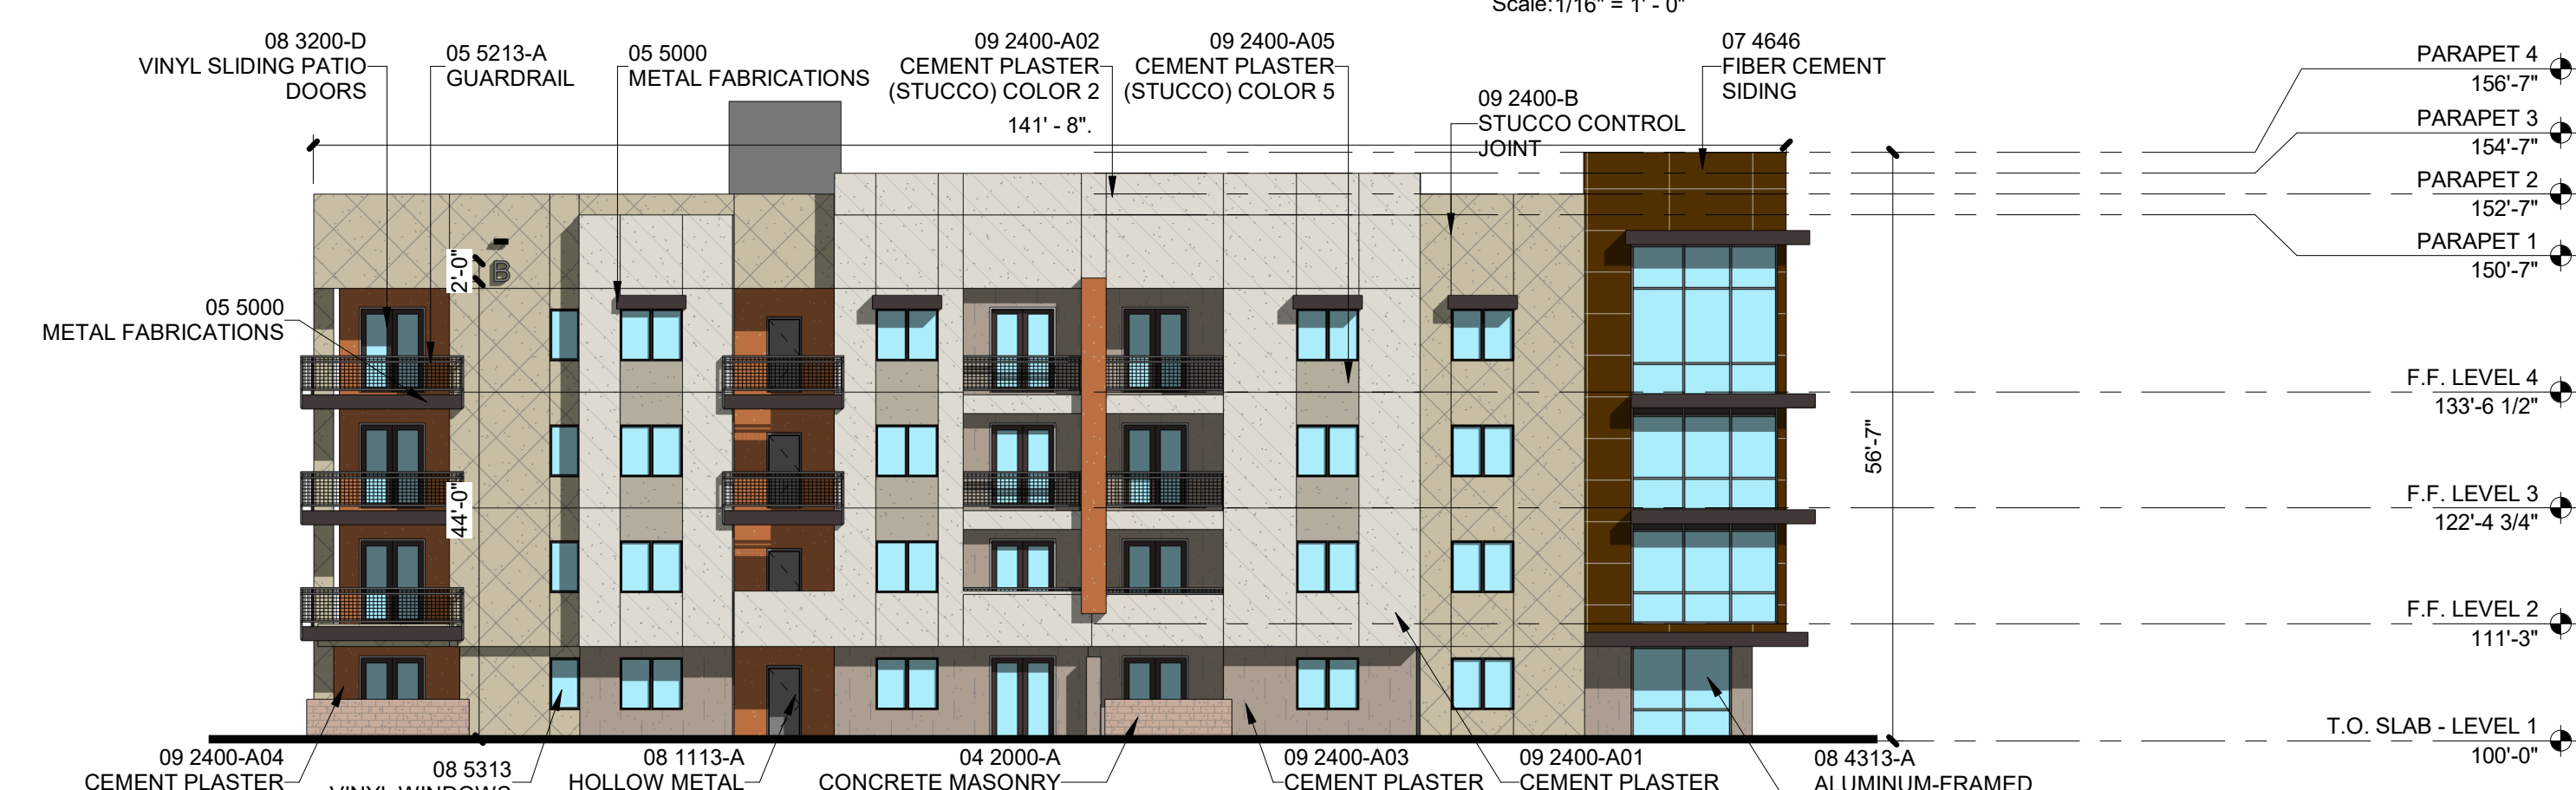 Scale:1/16" = 1' - 0"
08 3200-D
VINYL SLIDING PATIO
DOORS
05 5213-A
GUARDRAIL
05 5000
METAL FABRICATIONS
09 2400-A02
CEMENT PLASTER
(STUCCO) COLOR 2
09 2400-A05
CEMENT PLASTER
(STUCCO) COLOR 5
141' - 8".
09 2400-B
STUCCO CONTROL
JOINT
07 4646
FIBER CEMENT
SIDING
PARAPET 4
156'-7"
PARAPET 3
154'-7"
PARAPET 2
152'-7"
PARAPET 1
150'-7"
2'-0"
B
05 5000
METAL FABRICATIONS
44'-0"
56'-7"
F.F. LEVEL 4
133'-6 1/2"
F.F. LEVEL 3
122'-4 3/4"
F.F. LEVEL 2
111'-3"
T.O. SLAB - LEVEL 1
100'-0"
09 2400-A04
CEMENT PLASTER
08 5313
VINYL WINDOWS
08 1113-A
HOLLOW METAL
04 2000-A
CONCRETE MASONRY
09 2400-A03
CEMENT PLASTER
09 2400-A01
CEMENT PLASTER
08 4313-A
ALUMINUM-FRAMED